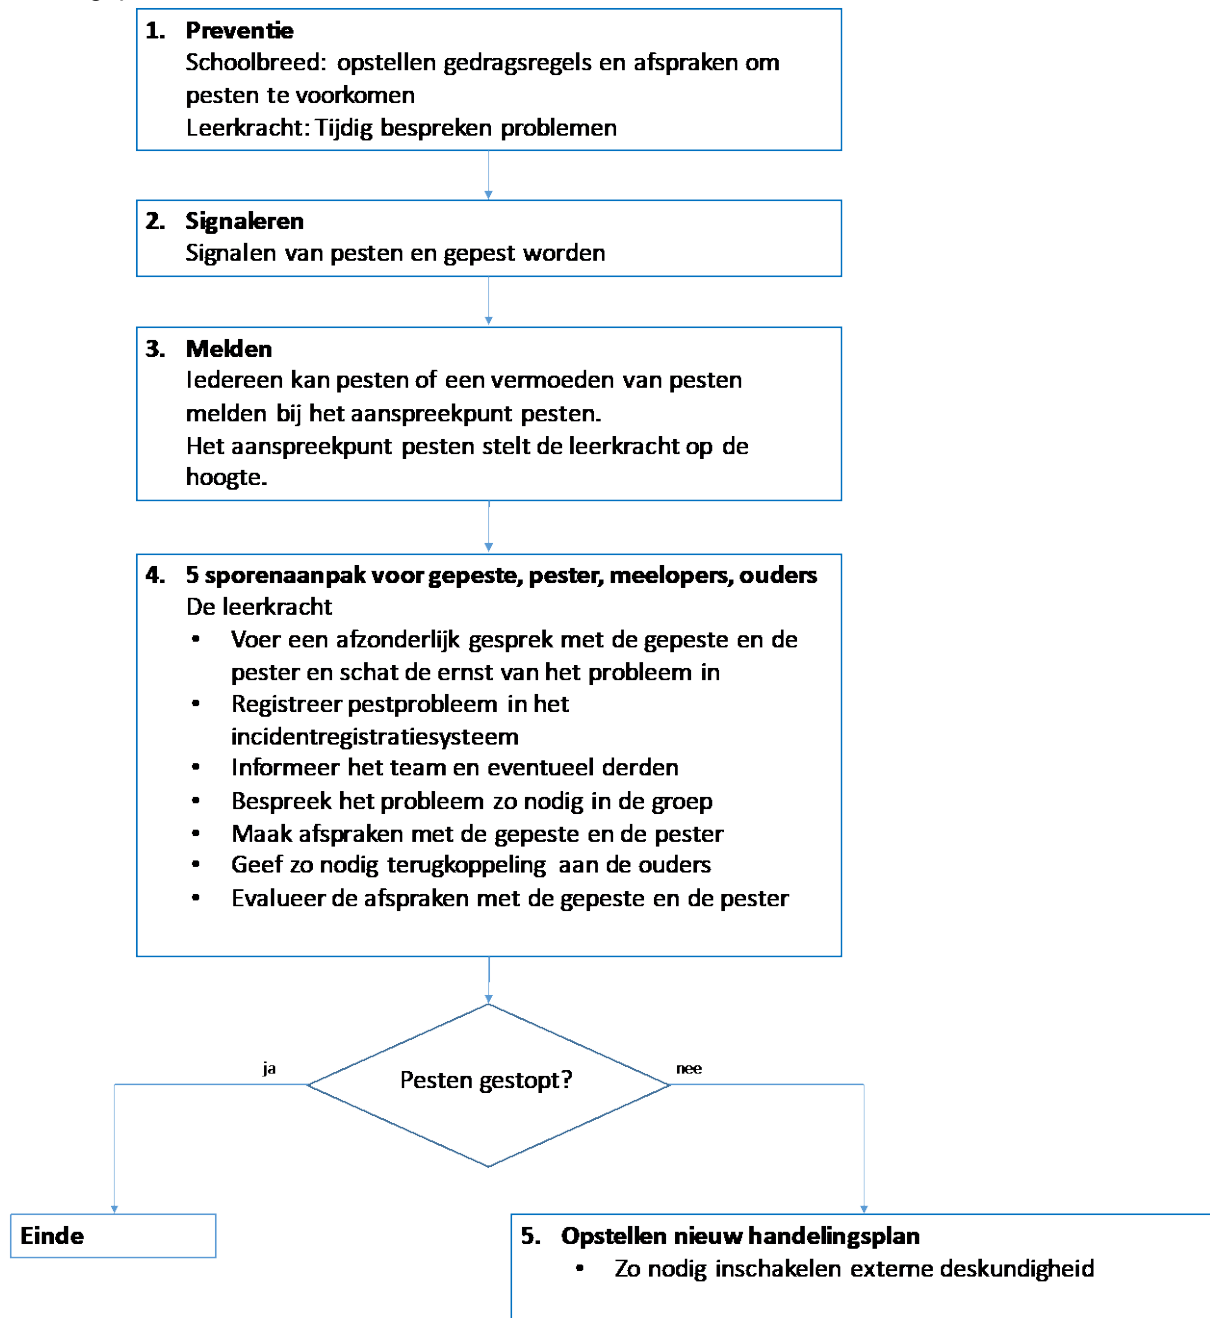 1. Preventie
Schoolbreed: opstellen gedragsregels en afspraken om
pesten te voorkomen
Leerkracht: Tijdig bespreken problemen
2. Signaleren
Signalen van pesten en gepest worden
3. Melden
Iedereen kan pesten of een vermoeden van pesten
melden bij het aanspreekpunt pesten.
Het aanspreekpunt pesten stelt de leerkracht op de
hoogte.
4. 5 sporenaanpak voor gepeste, pester, meelopers, ouders
De leerkracht
• Voer een afzonderlijk gesprek met de gepeste en de
pester en schat de ernst van het probleem in
• Registreer pestprobleem in het
incidentregistratiesysteem
• Informeer het team en eventueel derden
• Bespreek het probleem zo nodig in de groep
• Maak afspraken met de gepeste en de pester
• Geef zo nodig terugkoppeling aan de ouders
• Evalueer de afspraken met de gepeste en de pester
Pesten gestopt?
ja
nee
Einde
5. Opstellen nieuw handelingsplan
• Zo nodig inschakelen externe deskundigheid